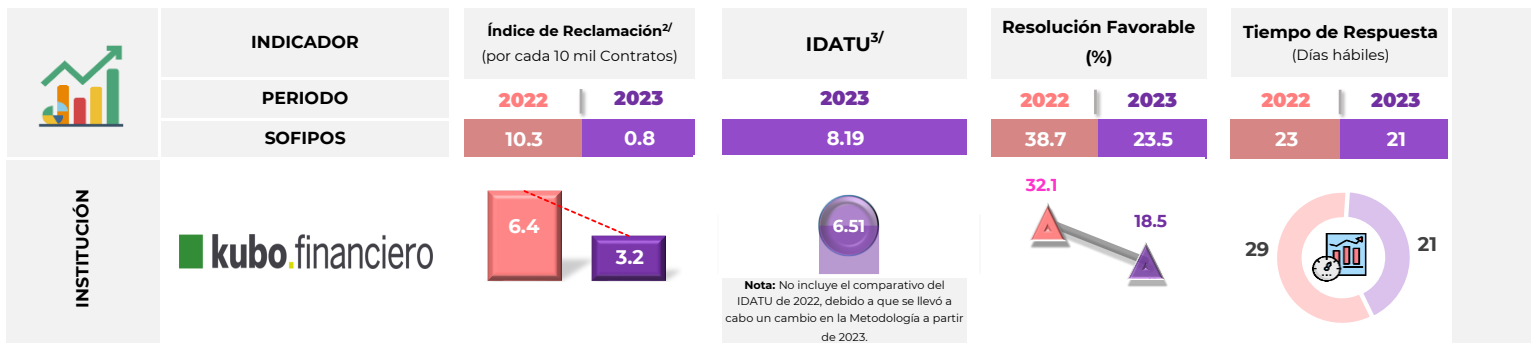 INDICADOR
Índice de Reclamación2/
(por cada 10 mil Contratos)
IDATU3/
Resolución Favorable
(%)
Tiempo de Respuesta
(Días hábiles)
PERIODO
2022 2023
2023
2022 2023
2022 2023
SOFIPOS
10.3 0.8
8.19
38.7 23.5
23 21
INSTITUCIÓN
kubo.financiero
6.4
3.2
6.51
Nota: No incluye el comparativo del
IDATU de 2022, debido a que se llevó a
cabo un cambio en la Metodología a partir
de 2023.
32.1
18.5
29
21